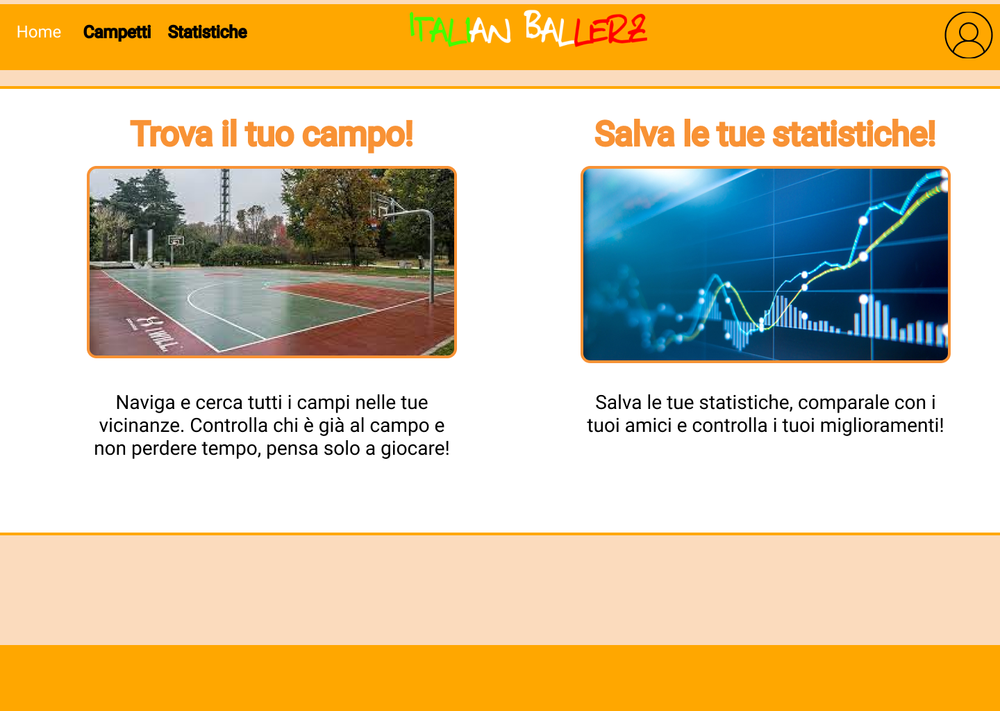 Home Campetti Statistiche
ITALIAN BALLERZ
Trova il tuo campo!
Salva le tue statistiche!
I WILL
Naviga e cerca tutti i campi nelle tue
vicinanze. Controlla chi è già al campo e
non perdere tempo, pensa solo a giocare!
Salva le tue statistiche, comparale con i
tuoi amici e controlla i tuoi miglioramenti!